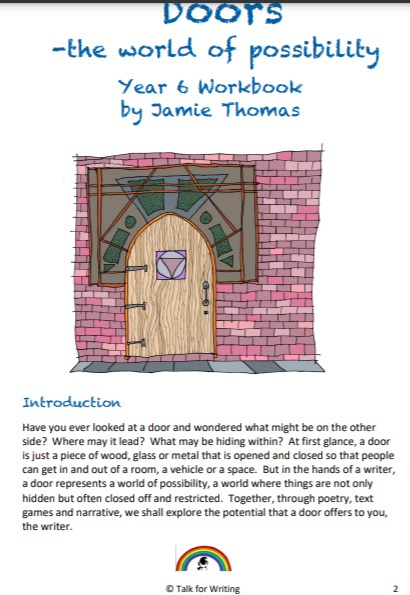 Doors
-the world of possibility
Year 6 Workbook
by Jamie Thomas
Introduction
Have you ever looked at a door and wondered what might be on the other
side?  Where may it lead?  What may be hiding within?  At first glance, a door
is just a piece of wood, glass or metal that is opened and closed so that people
can get in and out of a room, a vehicle or a space.  But in the hands of a writer,
a door represents a world of possibility, a world where things are not only
hidden but often closed off and restricted.  Together, through poetry, text
games and narrative, we shall explore the potential that a door offers to you,
the writer.
© Talk for Writing
2